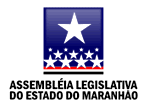 ASSEMBLÉIA LEGISLATIVA
DO ESTADO DO MARANHÃO